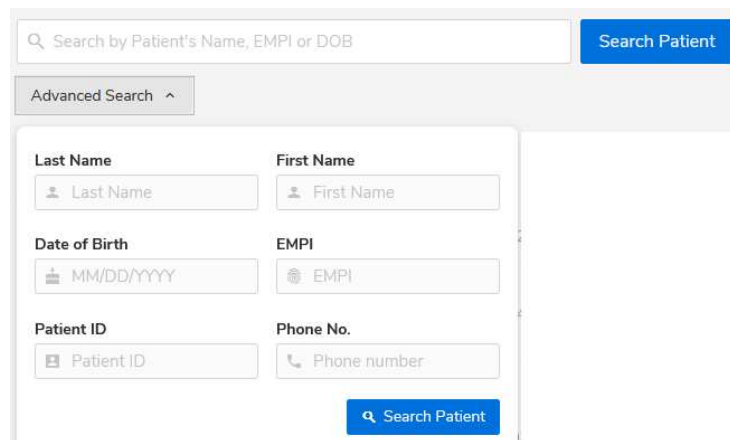 Search by Patient's Name, EMPI or DOB Search Patient
Advanced Search
Last Name First Name
Last Name First Name
Date of Birth EMPI
MM/DD/YYYY EMPI
Patient ID Phone No.
Patient ID Phone number
Search Patient